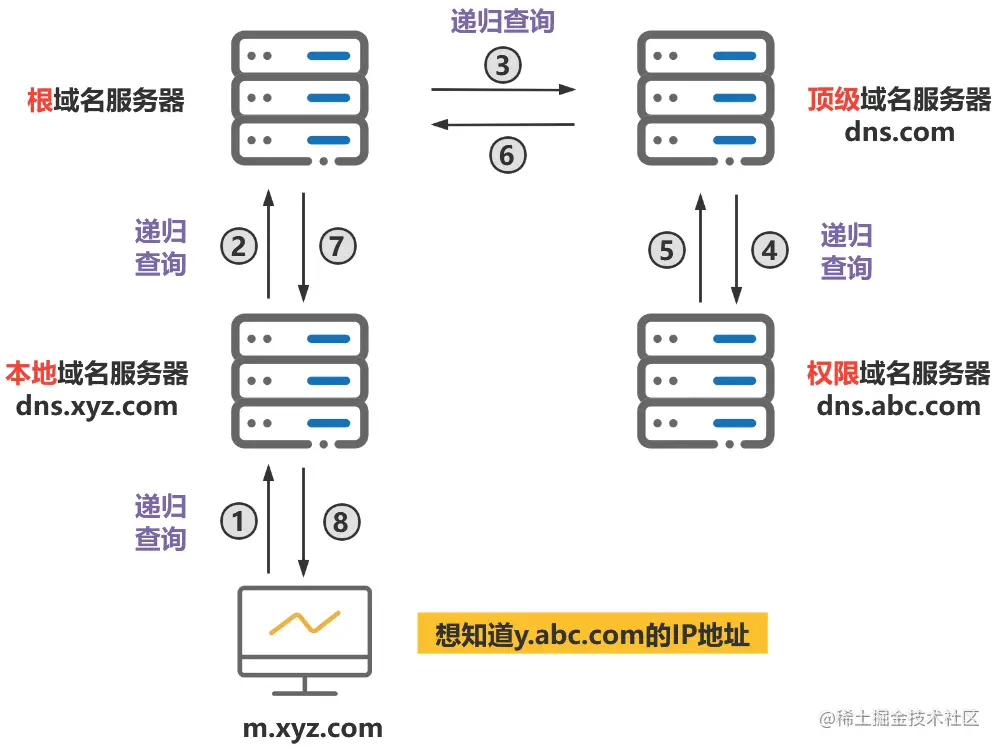 递归查询
③
根域名服务器
顶级域名服务器
dns.com
⑥
递归
查询
②
⑦
⑤
④
递归
查询
本地域名服务器
dns.xyz.com
权限域名服务器
dns.abc.com
递归
查询
①
⑧
想知道y.abc.com的IP地址
m.xyz.com
@稀土掘金技术社区